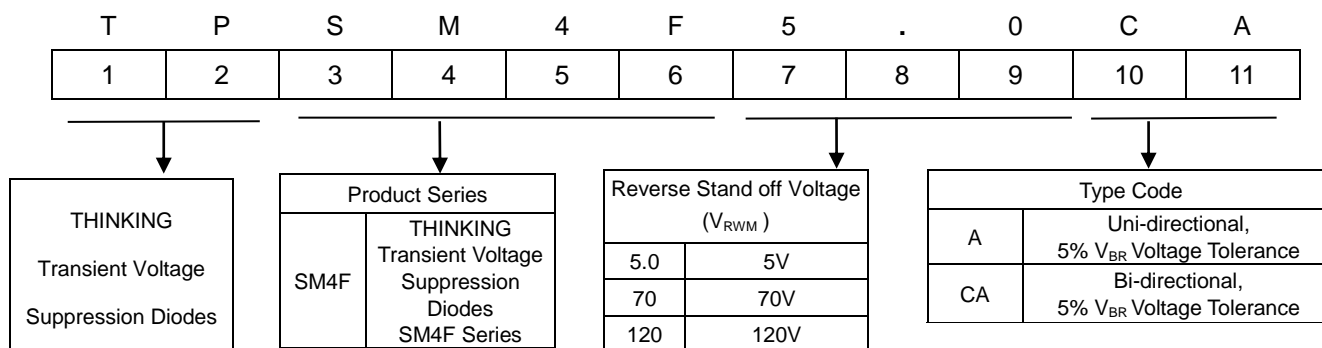 T P S M 4 F 5 . 0 C A
1 2 3 4 5 6 7 8 9 10 11
THINKING
Transient Voltage
Suppression Diodes
Product Series
SM4F
THINKING
Transient Voltage
Suppression
Diodes
SM4F Series
Reverse Stand off Voltage
(VRWM )
5.0 5V
70 70V
120 120V
Type Code
A
Uni-directional,
5% VBR Voltage Tolerance
CA
Bi-directional,
5% VBR Voltage Tolerance